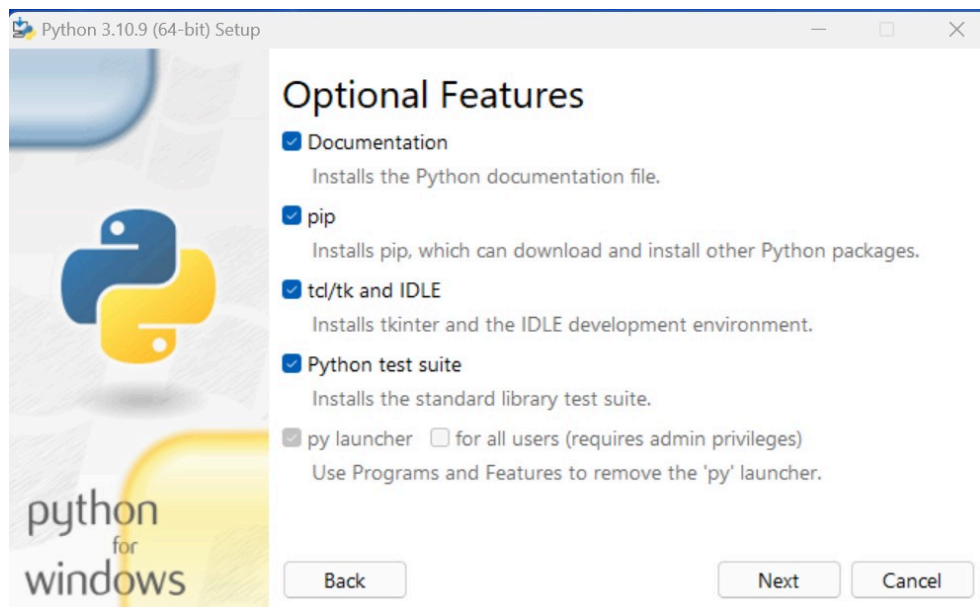 Python 3.10.9 (64-bit) Setup
Optional Features
Documentation
Installs the Python documentation file.
pip
Installs pip, which can download and install other Python packages.
tcl/tk and IDLE
Installs tkinter and the IDLE development environment.
Python test suite
Installs the standard library test suite.
py launcher for all users (requires admin privileges)
Use Programs and Features to remove the 'py' launcher.
python
for
windows
Back Next Cancel